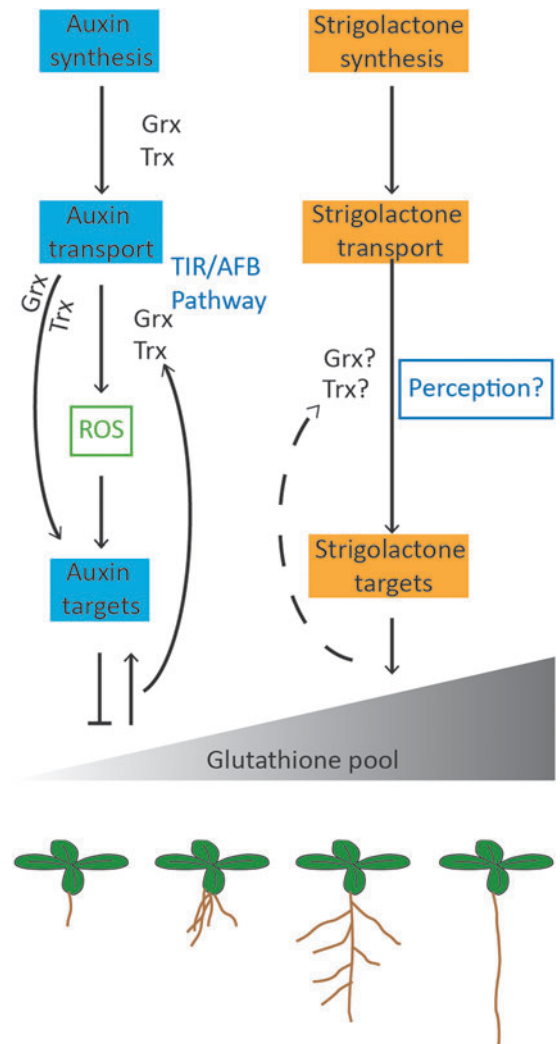 Auxin
synthesis
Strigolactone
synthesis
Grx
Trx
Auxin
transport
Strigolactone
transport
TIR/AFB
Pathway
Grx
Trx
Grx
Trx
Grx?
Trx?
Perception?
ROS
Auxin
targets
Strigolactone
targets
Glutathione pool